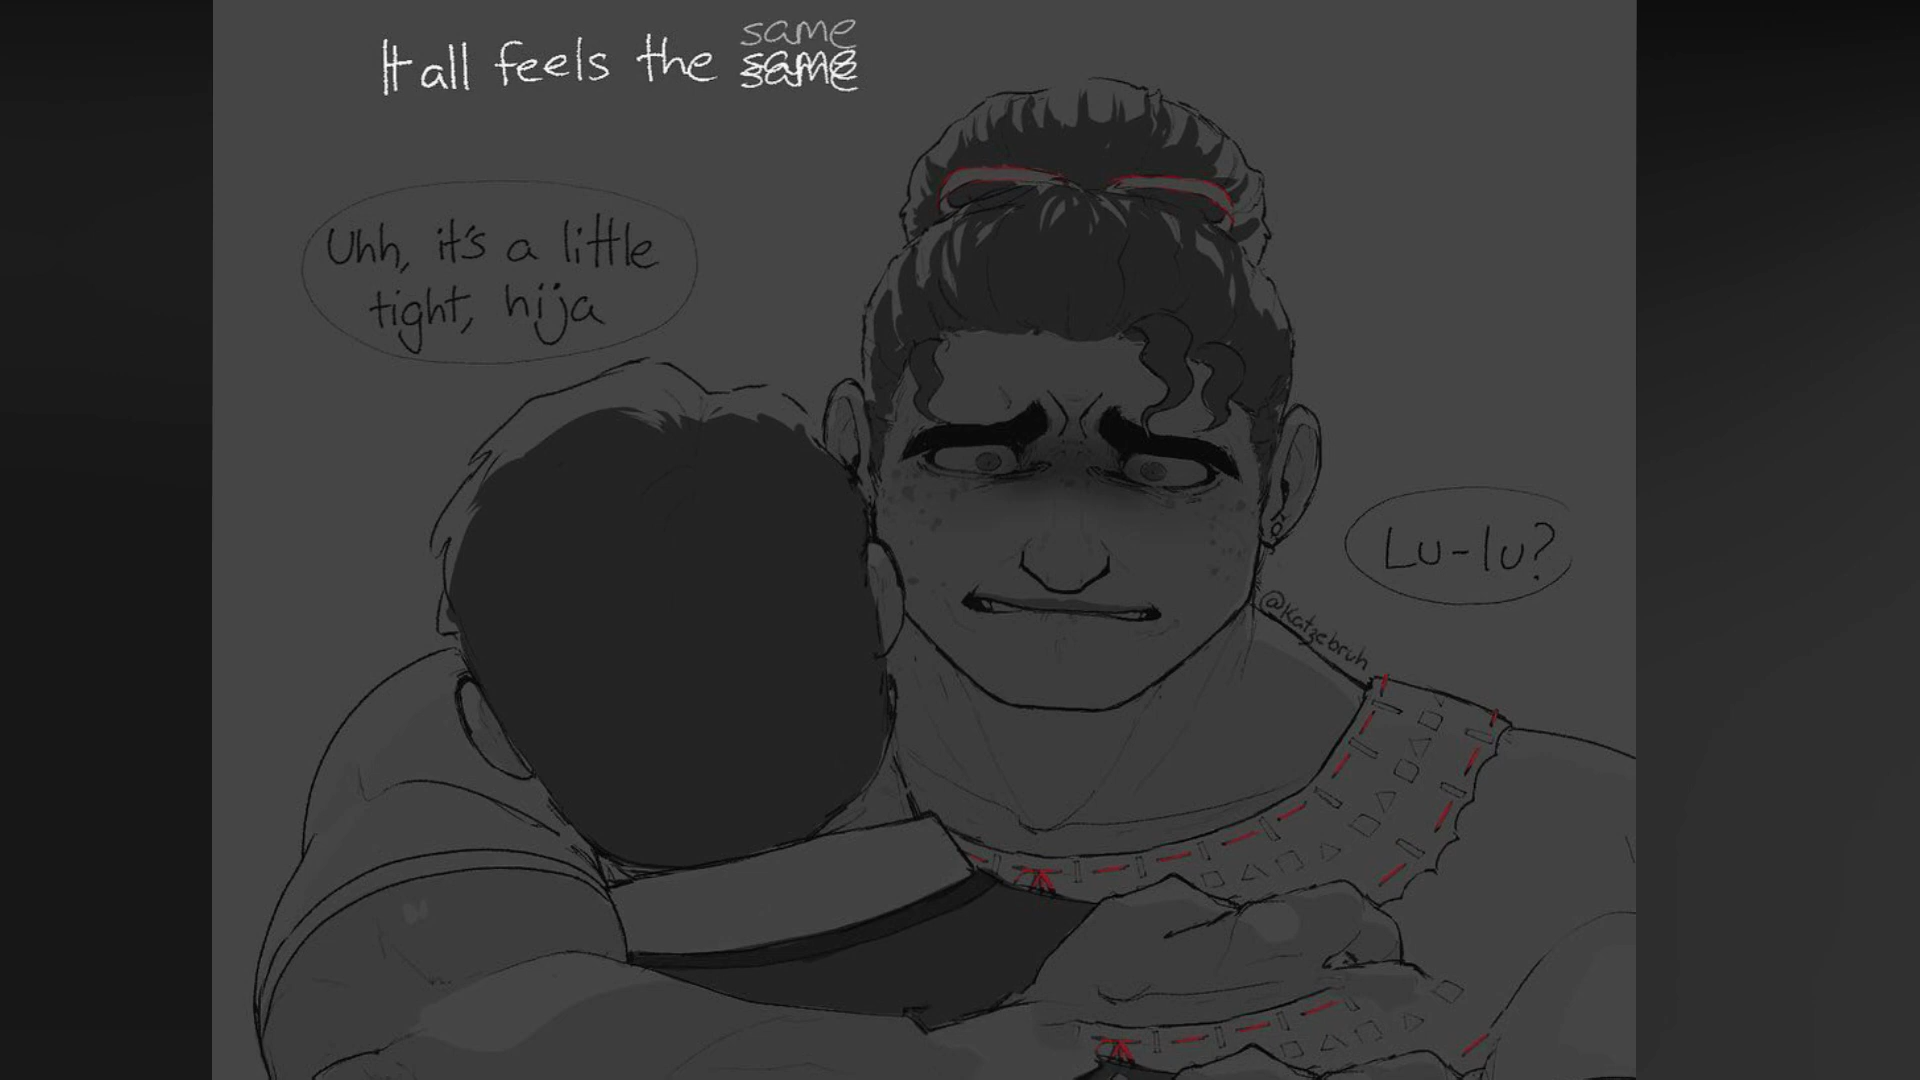 It all feels the same
same
Uhh, it's a little
tight, hija
Lu-lu?
@Katzebruh